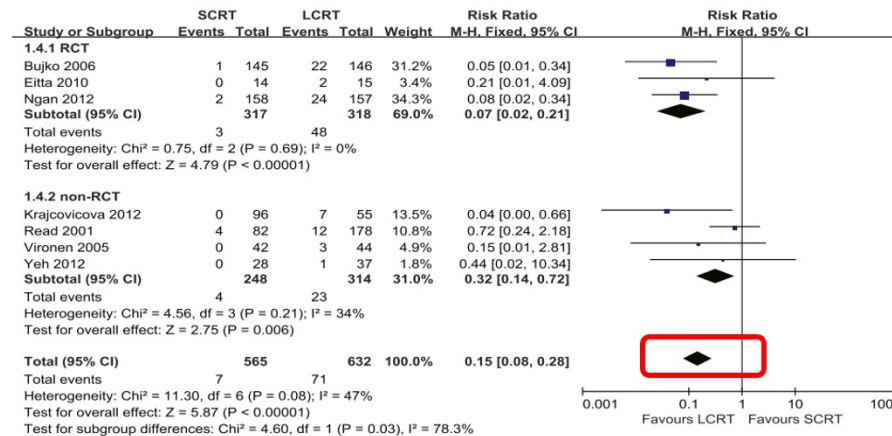 SCRT LCRT Risk Ratio Risk Ratio
Study or Subgroup Events Total Events Total Weight M-H, Fixed, 95% CI M-H, Fixed, 95% CI
1.4.1 RCT
Bujko 2006 1 145 22 146 31.2% 0.05 [0.01, 0.34]
Eitta 2010 0 14 2 15 3.4% 0.21 [0.01, 4.09]
Ngan 2012 2 158 24 157 34.3% 0.08 [0.02, 0.34]
Subtotal (95% CI) 317 318 69.0% 0.07 [0.02, 0.21]
Total events 3 48
Heterogeneity: Chi² = 0.75, df = 2 (P = 0.69); I² = 0%
Test for overall effect: Z = 4.79 (P < 0.00001)
1.4.2 non-RCT
Krajcovicova 2012 0 96 7 55 13.5% 0.04 [0.00, 0.66]
Read 2001 4 82 12 178 10.8% 0.72 [0.24, 2.18]
Vironen 2005 0 42 3 44 4.9% 0.15 [0.01, 2.81]
Yeh 2012 0 28 1 37 1.8% 0.44 [0.02, 10.34]
Subtotal (95% CI) 248 314 31.0% 0.32 [0.14, 0.72]
Total events 4 23
Heterogeneity: Chi² = 4.56, df = 3 (P = 0.21); I² = 34%
Test for overall effect: Z = 2.75 (P = 0.006)
Total (95% CI) 565 632 100.0% 0.15 [0.08, 0.28]
Total events 7 71
Heterogeneity: Chi² = 11.30, df = 6 (P = 0.08); I² = 47%
Test for overall effect: Z = 5.87 (P < 0.00001)
Test for subgroup differences: Chi² = 4.60, df = 1 (P = 0.03), I² = 78.3%
0.001 0.1 1 10 1000
Favours LCRT Favours SCRT